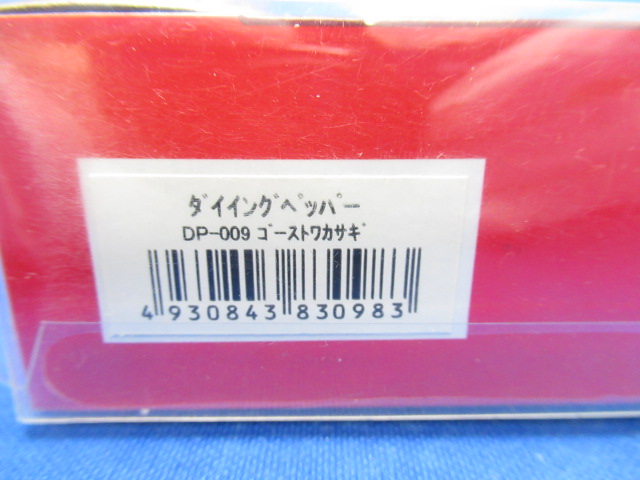 ﾀﾞｲｲﾝｸﾞﾍﾟｯﾊﾟｰ
DP-009 ｺﾞｰｽﾄﾜｶｻｷﾞ
4 930843 830983